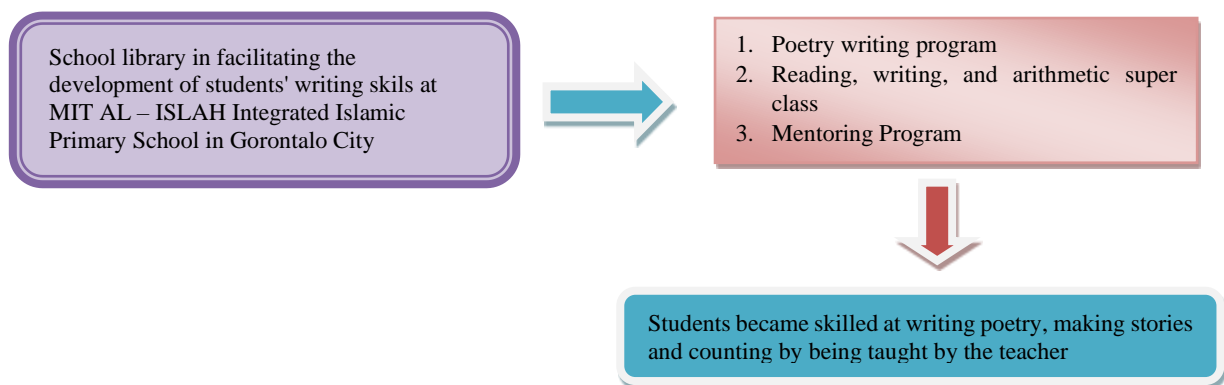 School library in facilitating the
development of students' writing skils at
MIT AL – ISLAH Integrated Islamic
Primary School in Gorontalo City
1. Poetry writing program
2. Reading, writing, and arithmetic super
class
3. Mentoring Program
Students became skilled at writing poetry, making stories
and counting by being taught by the teacher